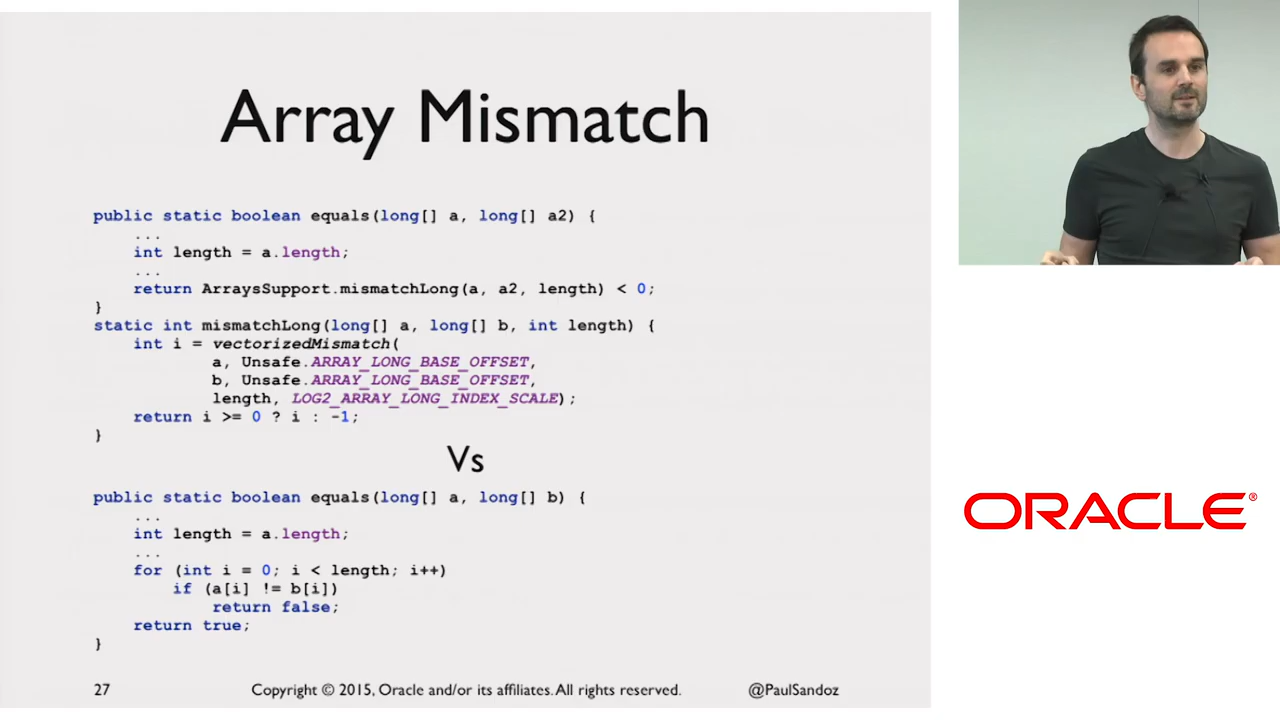 Array Mismatch
public static boolean equals(long[] a, long[] a2) {
...
int length = a.length;
...
return ArraysSupport.mismatchLong(a, a2, length) < 0;
}
static int mismatchLong(long[] a, long[] b, int length) {
int i = vectorizedMismatch(
a, Unsafe.ARRAY_LONG_BASE_OFFSET,
b, Unsafe.ARRAY_LONG_BASE_OFFSET,
length, LOG2_ARRAY_LONG_INDEX_SCALE);
return i >= 0 ? i : -1;
}
Vs
public static boolean equals(long[] a, long[] b) {
...
int length = a.length;
...
for (int i = 0; i < length; i++)
if (a[i] != b[i])
return false;
return true;
}
27 Copyright © 2015, Oracle and/or its affiliates. All rights reserved. @PaulSandoz
ORACLE®